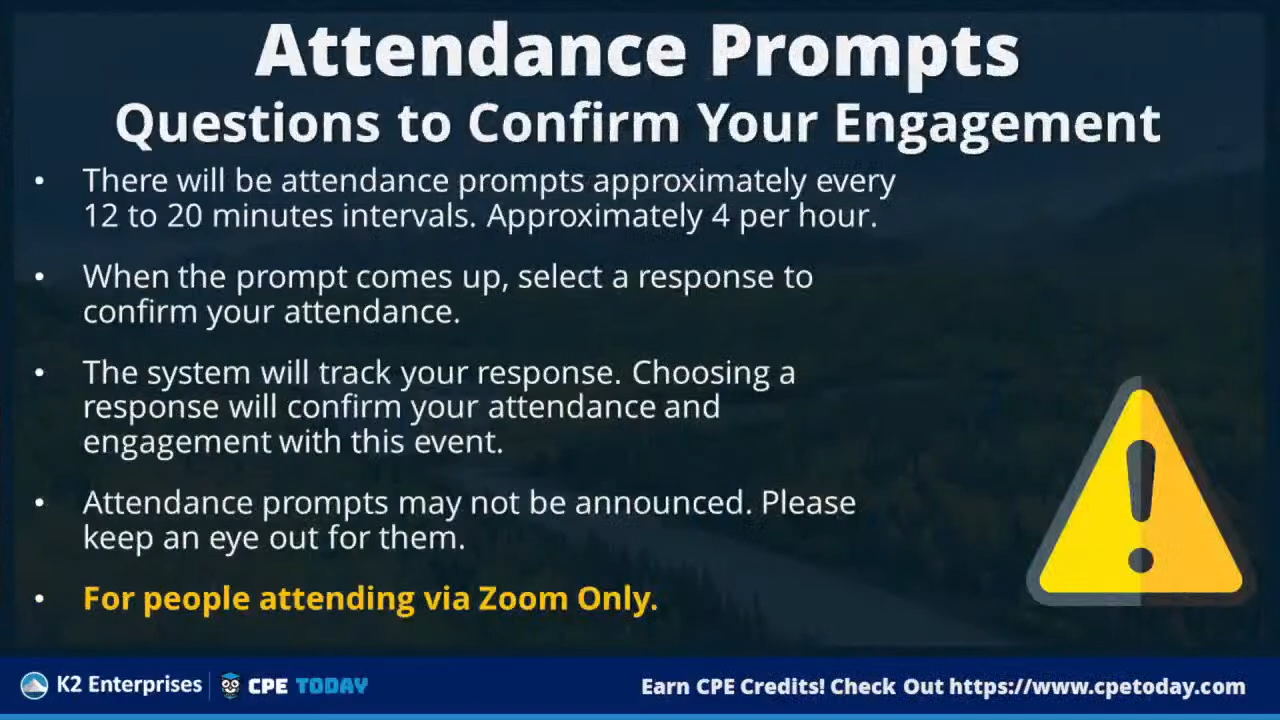 Attendance Prompts
Questions to Confirm Your Engagement
• There will be attendance prompts approximately every
12 to 20 minutes intervals. Approximately 4 per hour.
• When the prompt comes up, select a response to
confirm your attendance.
• The system will track your response. Choosing a
response will confirm your attendance and
engagement with this event.
• Attendance prompts may not be announced. Please
keep an eye out for them.
• For people attending via Zoom Only.
K2 Enterprises | CPE TODAY
Earn CPE Credits! Check Out https://www.cpetoday.com